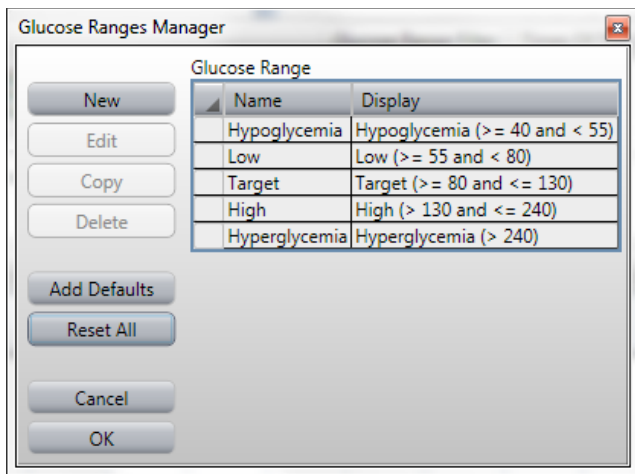 Glucose Ranges Manager
Glucose Range
New
Edit
Copy
Delete
Add Defaults
Reset All
Cancel
OK
Name Display
Hypoglycemia Hypoglycemia (>= 40 and < 55)
Low Low (>= 55 and < 80)
Target Target (>= 80 and <= 130)
High High (> 130 and <= 240)
Hyperglycemia Hyperglycemia (> 240)